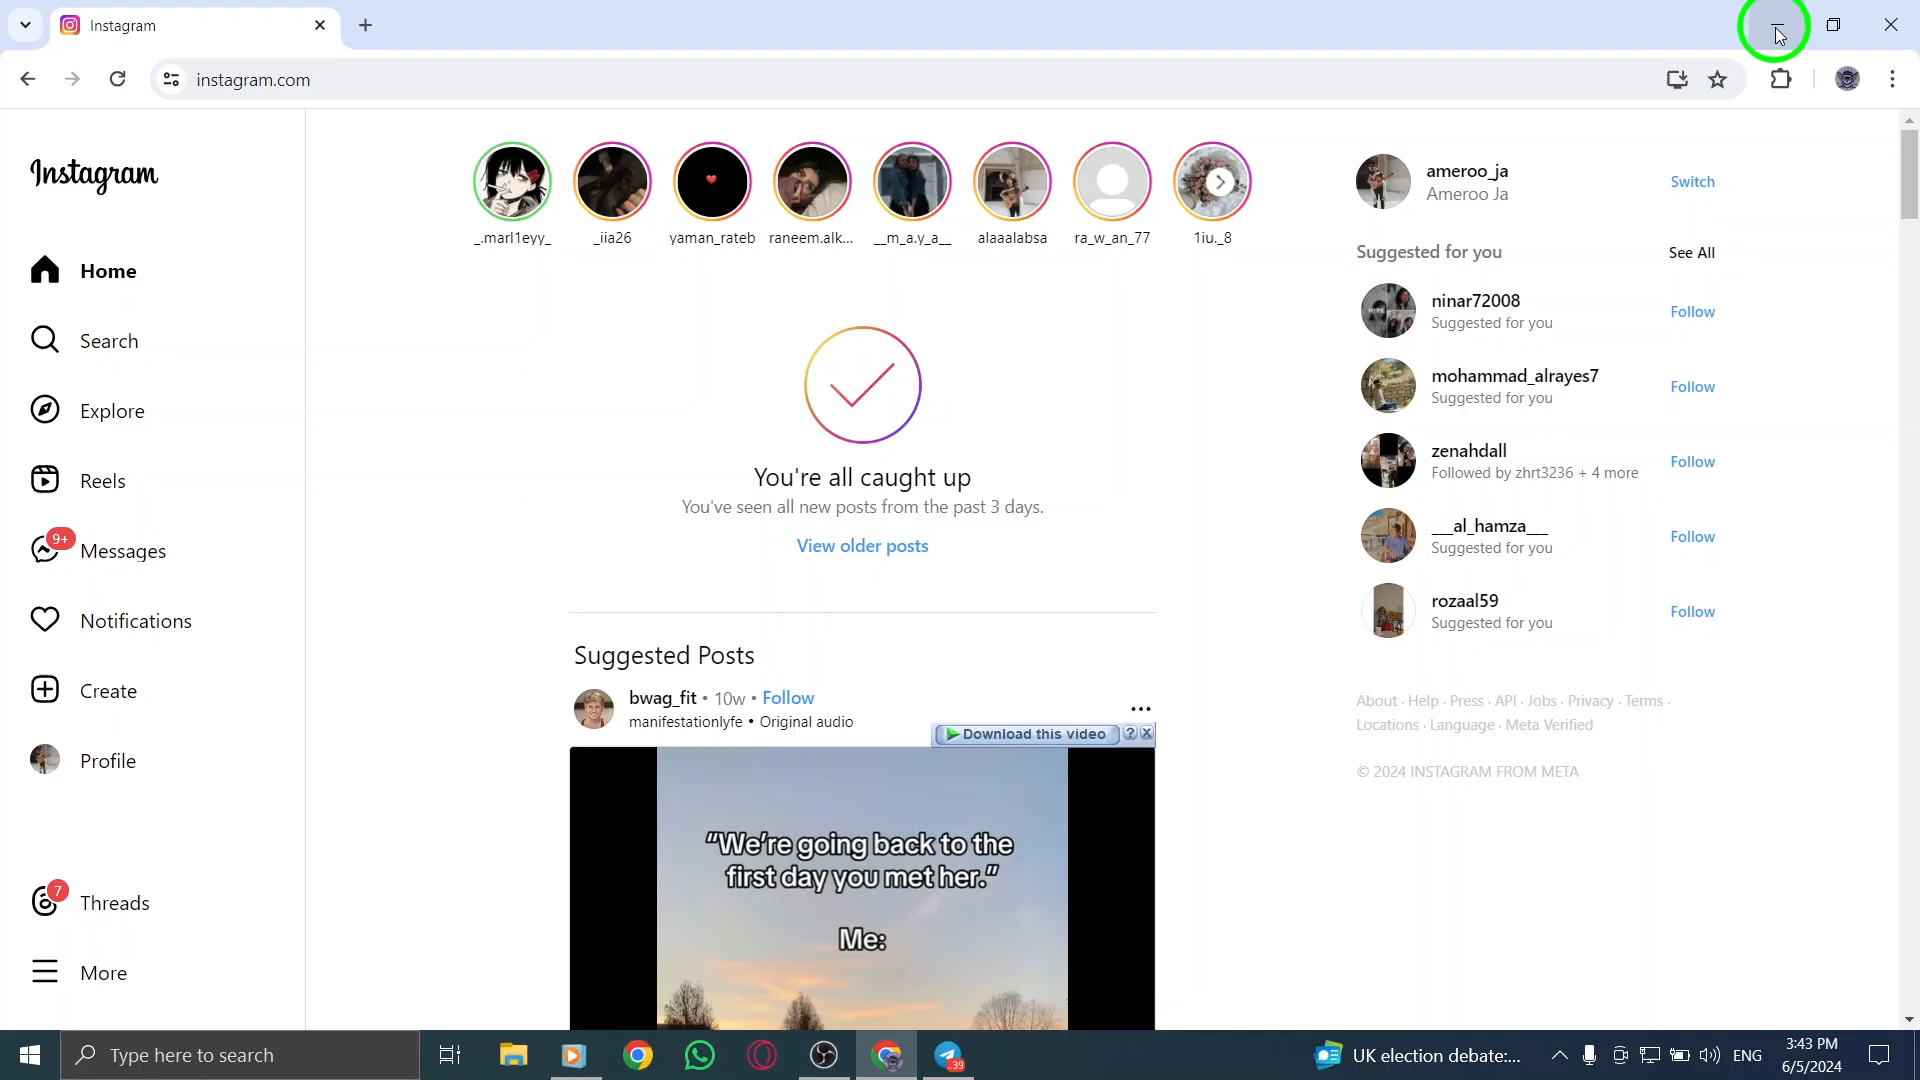 Instagram
instagram.com
Instagram
Home
Search
Explore
Reels
9+
Messages
Notifications
Create
Profile
7
Threads
More
_.marl1eyy_
_iia26
yaman_rateb
raneem.alk...
__m_a.y_a__
alaaalabsa
ra_w_an_77
1iu._8
You're all caught up
You've seen all new posts from the past 3 days.
View older posts
Suggested Posts
bwag_fit • 10w • Follow
manifestationlyfe • Original audio
Download this video ?
“We’re going back to the
first day you met her.”
Me:
ameroo_ja
Ameroo Ja
Switch
Suggested for you
See All
ninar72008
Suggested for you
Follow
mohammad_alrayes7
Suggested for you
Follow
zenahdall
Followed by zhrt3236 + 4 more
Follow
___al_hamza___
Suggested for you
Follow
rozaal59
Suggested for you
Follow
About · Help · Press · API · Jobs · Privacy · Terms ·
Locations · Language · Meta Verified
© 2024 INSTAGRAM FROM META
Type here to search
39
UK election debate:...
ENG
3:43 PM
6/5/2024